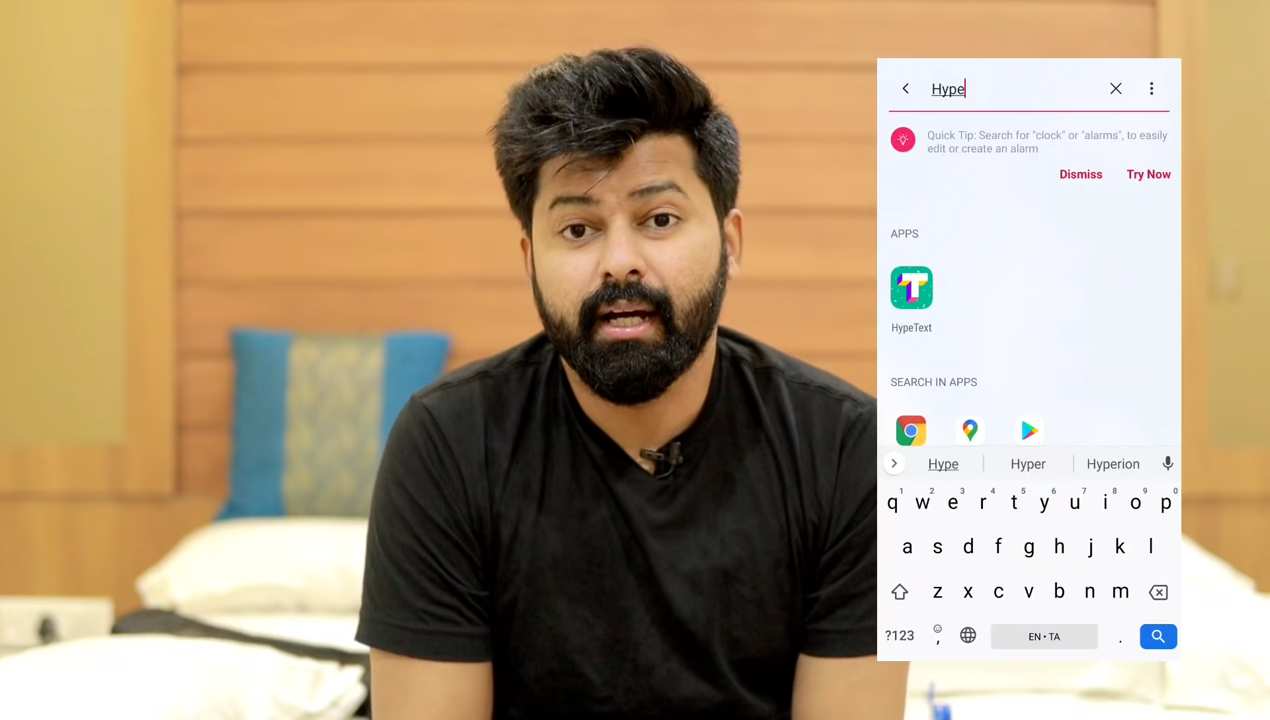 Hype
Quick Tip: Search for "clock" or "alarms", to easily
edit or create an alarm
Dismiss Try Now
APPS
T
HypeText
SEARCH IN APPS
Hype Hyper Hyperion
1 2 3 4 5 6 7 8 9 0
q w e r t y u i o p
a s d f g h j k l
z x c v b n m
?123 , EN • TA .